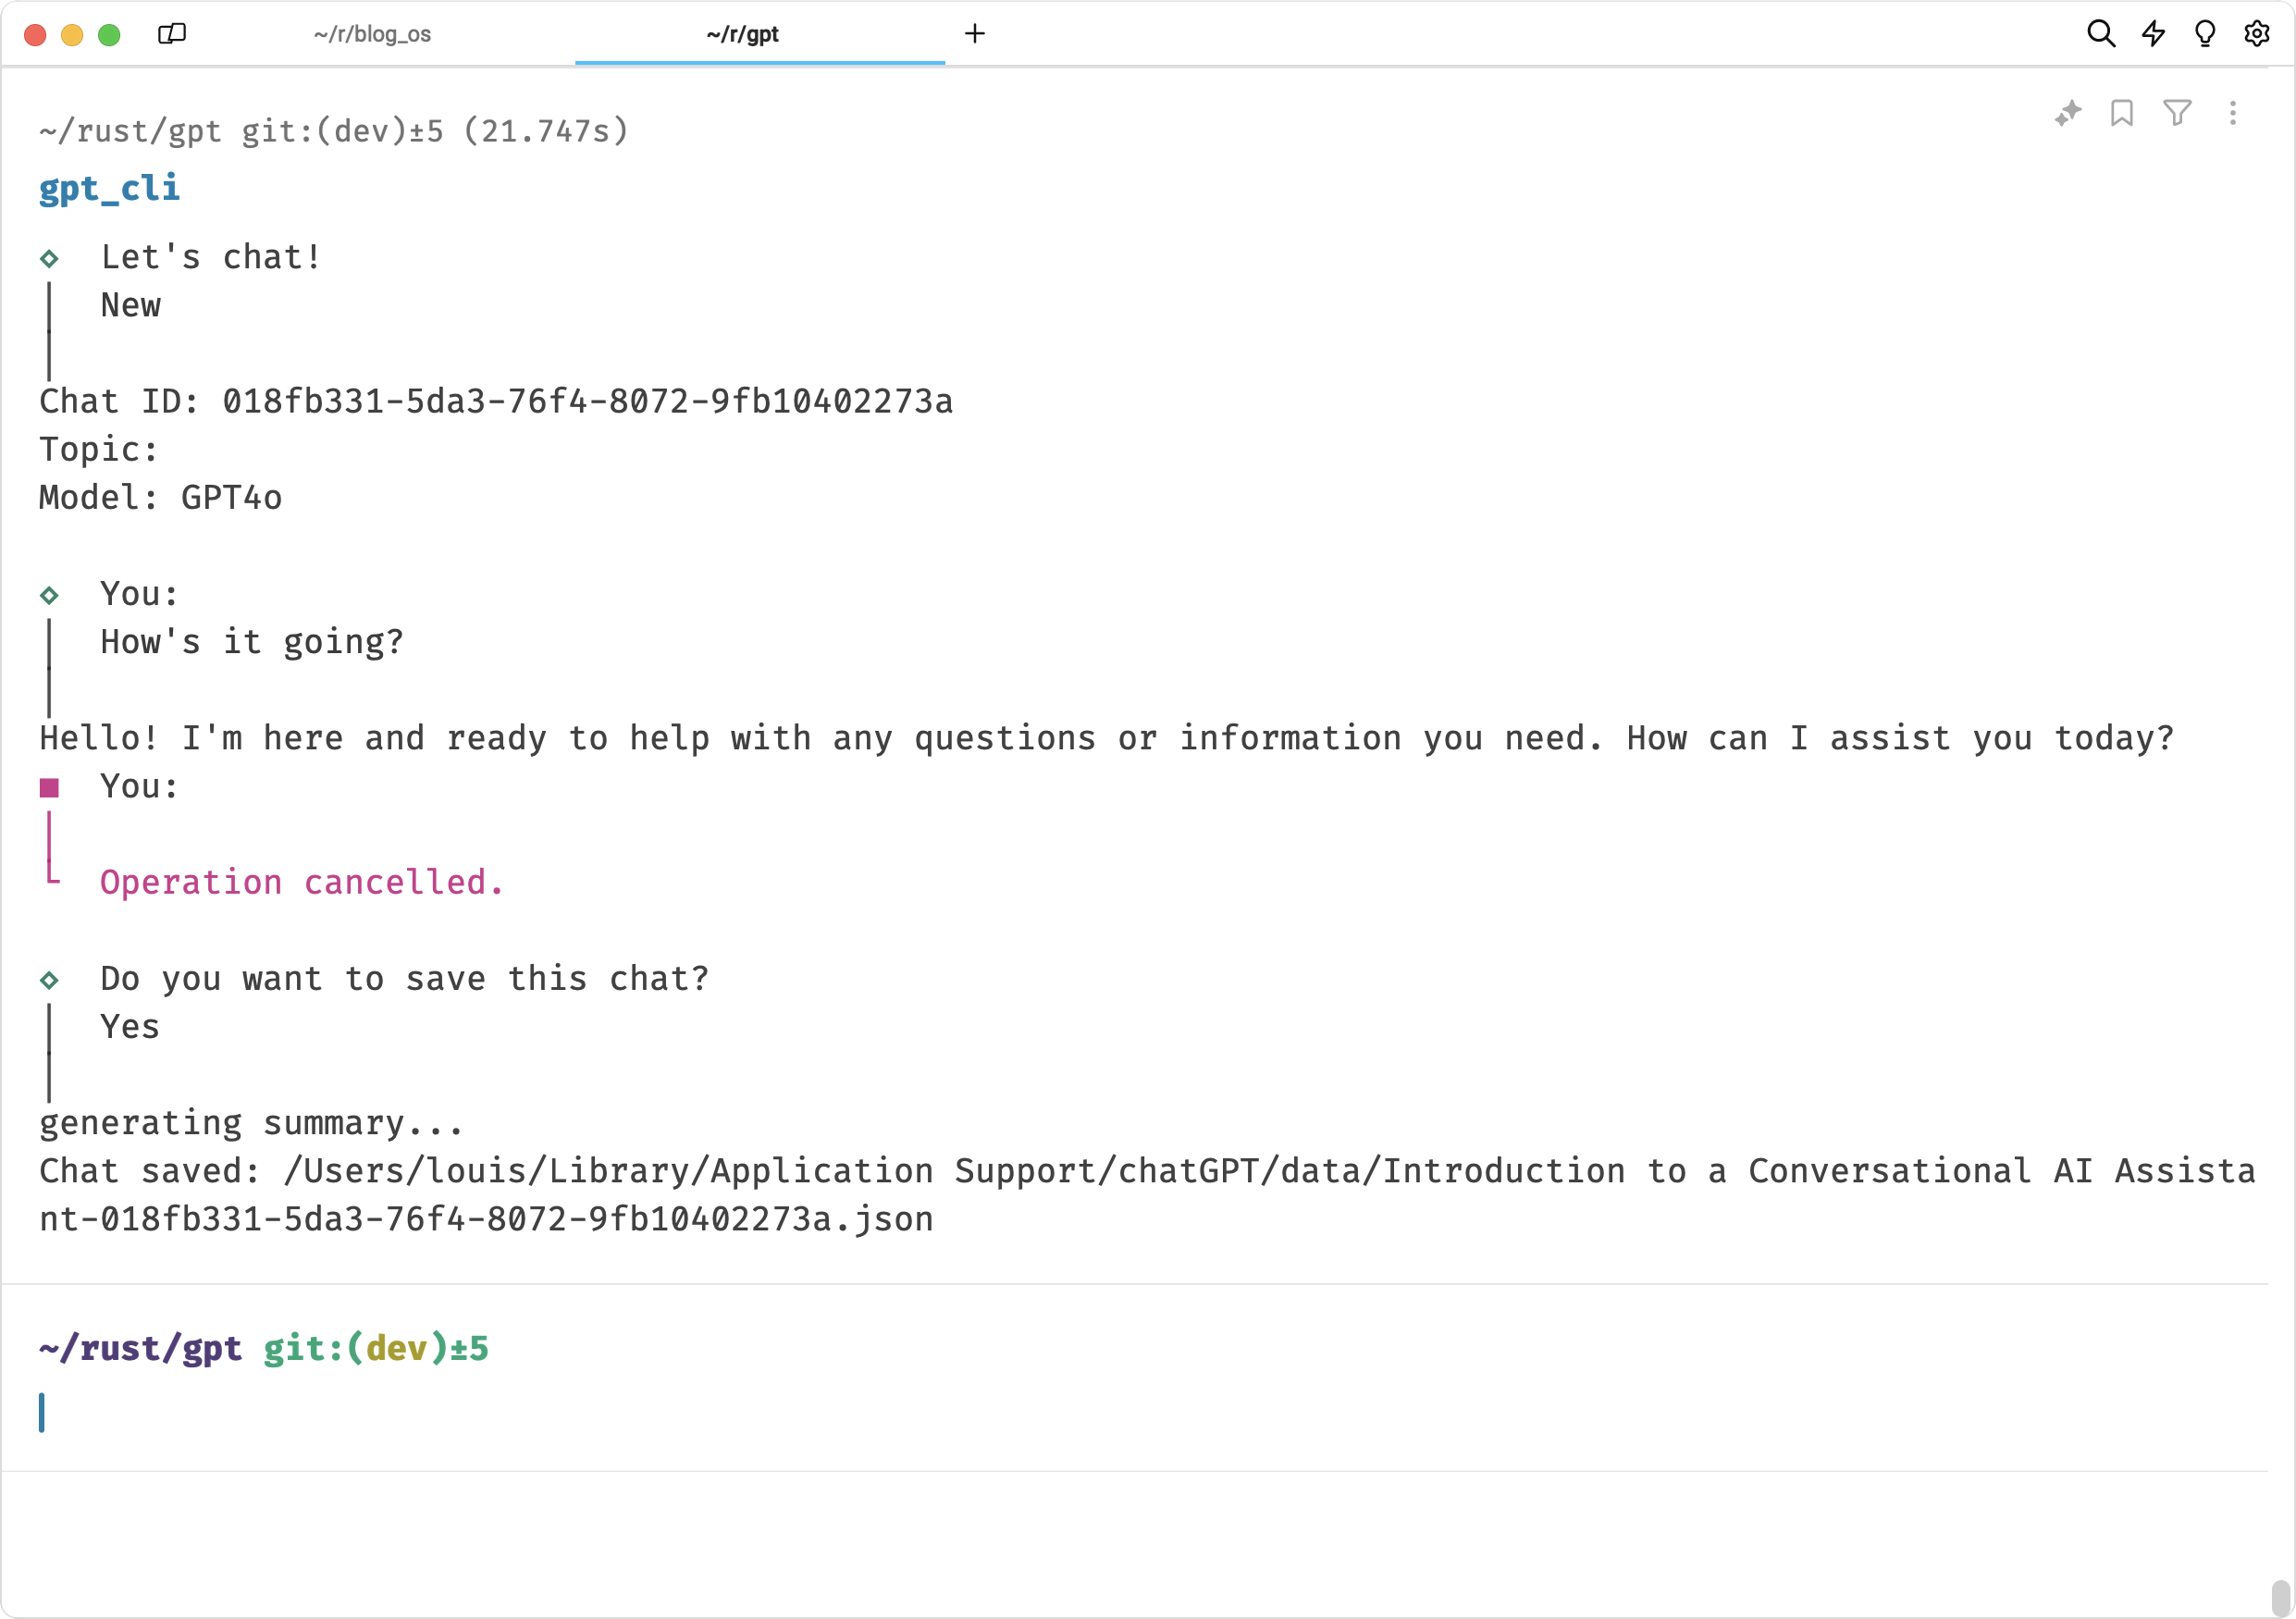 ~/r/blog_os
~/r/gpt
~/rust/gpt git:(dev)±5 (21.747s)
gpt_cli
Let's chat!
New
Chat ID: 018fb331-5da3-76f4-8072-9fb10402273a
Topic:
Model: GPT4o
You:
How's it going?
Hello! I'm here and ready to help with any questions or information you need. How can I assist you today?
You:
Operation cancelled.
Do you want to save this chat?
Yes
generating summary...
Chat saved: /Users/louis/Library/Application Support/chatGPT/data/Introduction to a Conversational AI Assista
nt-018fb331-5da3-76f4-8072-9fb10402273a.json
~/rust/gpt git:(dev)±5